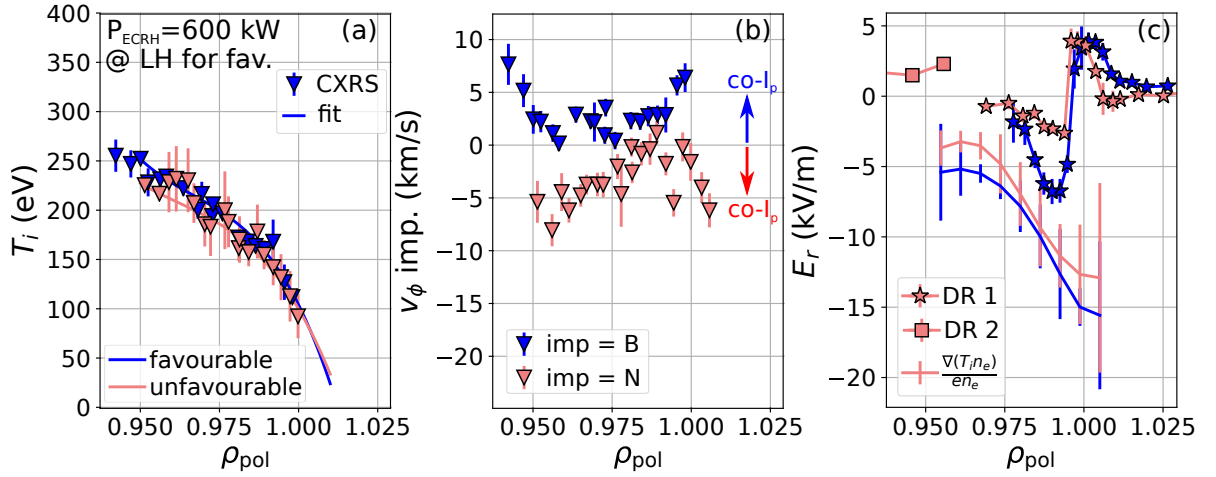 P_ECRH=600 kW (a)
@ LH for fav.
CXRS
fit
favourable
unfavourable
T_i (eV)
400
350
300
250
200
150
100
50
0
0.950 0.975 1.000 1.025
ρ_pol
(b)
co-I_p
co-I_p
imp = B
imp = N
v_ϕ imp. (km/s)
10
5
0
−5
−10
−15
−20
0.950 0.975 1.000 1.025
ρ_pol
(c)
DR 1
DR 2
∇(T_i n_e)
en_e
E_r (kV/m)
5
0
−5
−10
−15
−20
0.950 0.975 1.000 1.025
ρ_pol